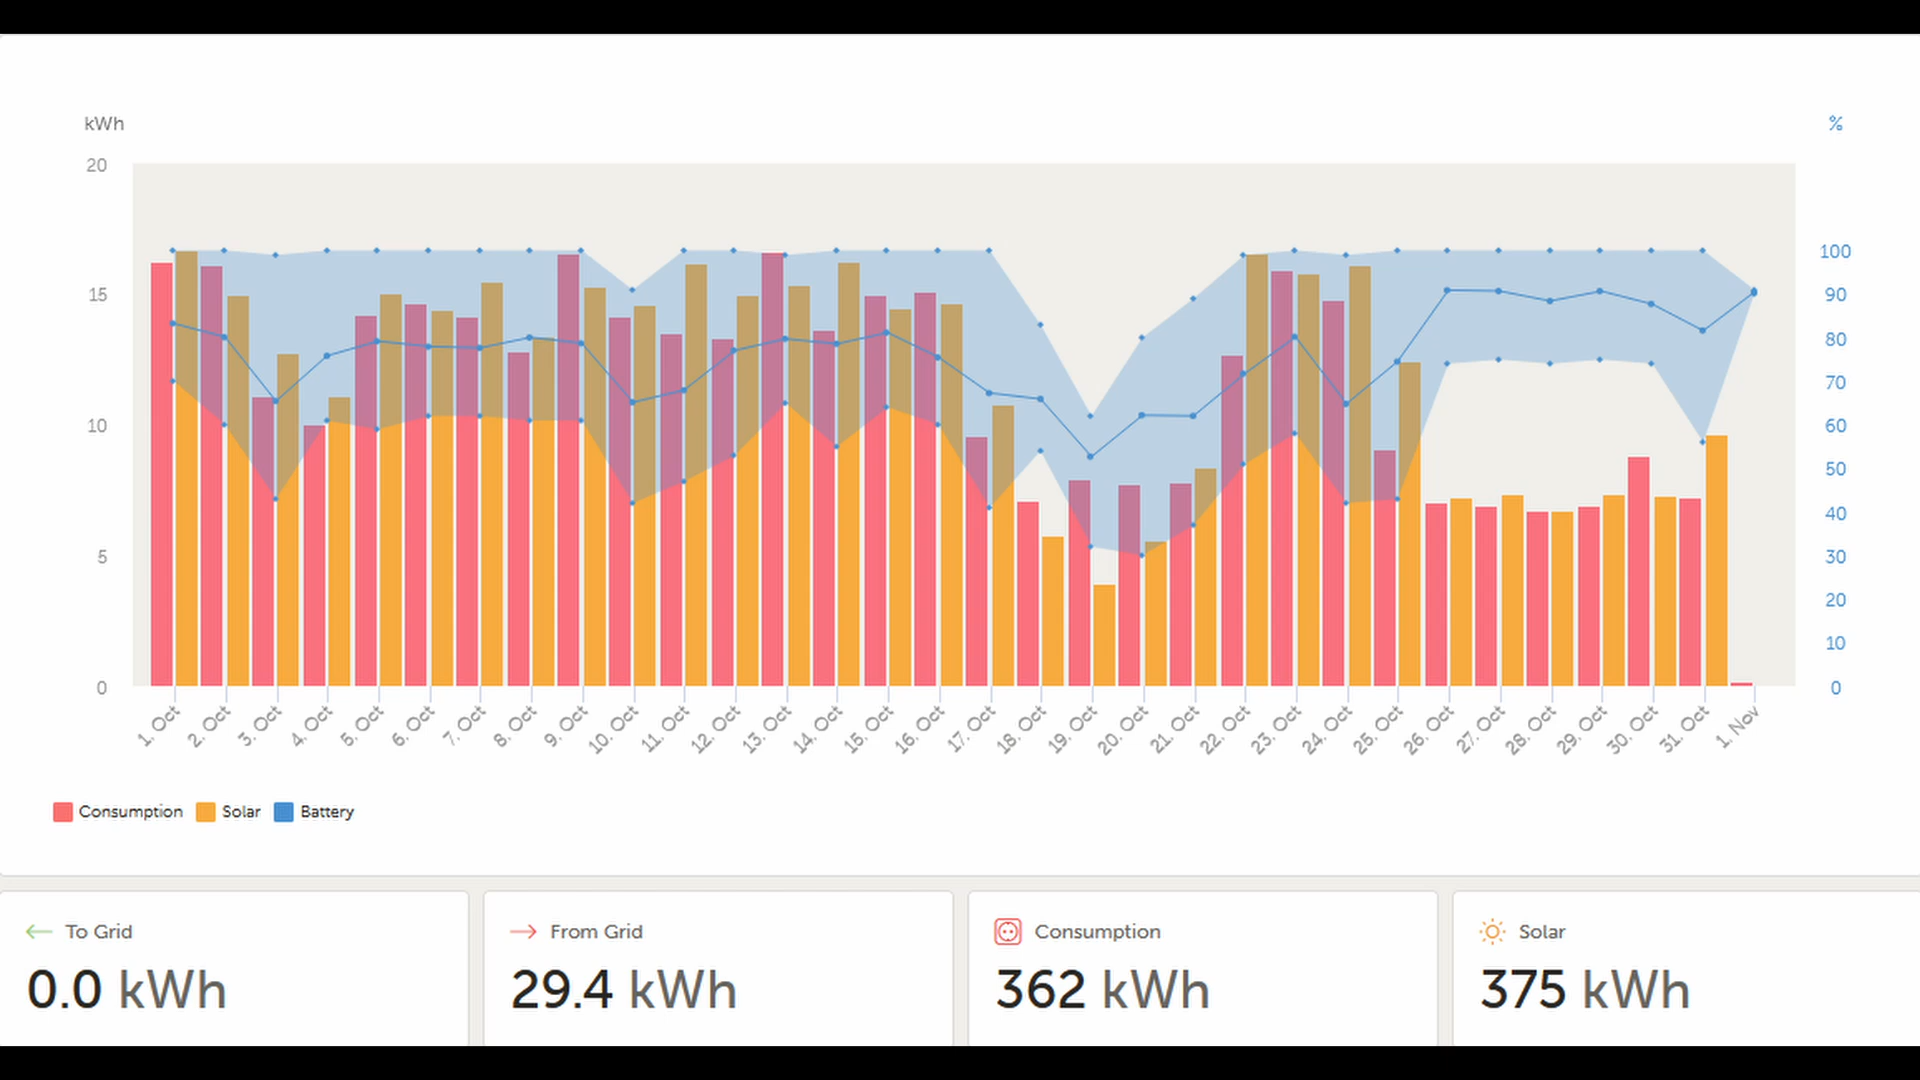 kWh %
20
15
10
5
0
100
90
80
70
60
50
40
30
20
10
0
1. Oct 2. Oct 3. Oct 4. Oct 5. Oct 6. Oct 7. Oct 8. Oct 9. Oct 10. Oct 11. Oct 12. Oct 13. Oct 14. Oct 15. Oct 16. Oct 17. Oct 18. Oct 19. Oct 20. Oct 21. Oct 22. Oct 23. Oct 24. Oct 25. Oct 26. Oct 27. Oct 28. Oct 29. Oct 30. Oct 31. Oct 1. Nov
Consumption Solar Battery
To Grid
0.0 kWh
From Grid
29.4 kWh
Consumption
362 kWh
Solar
375 kWh